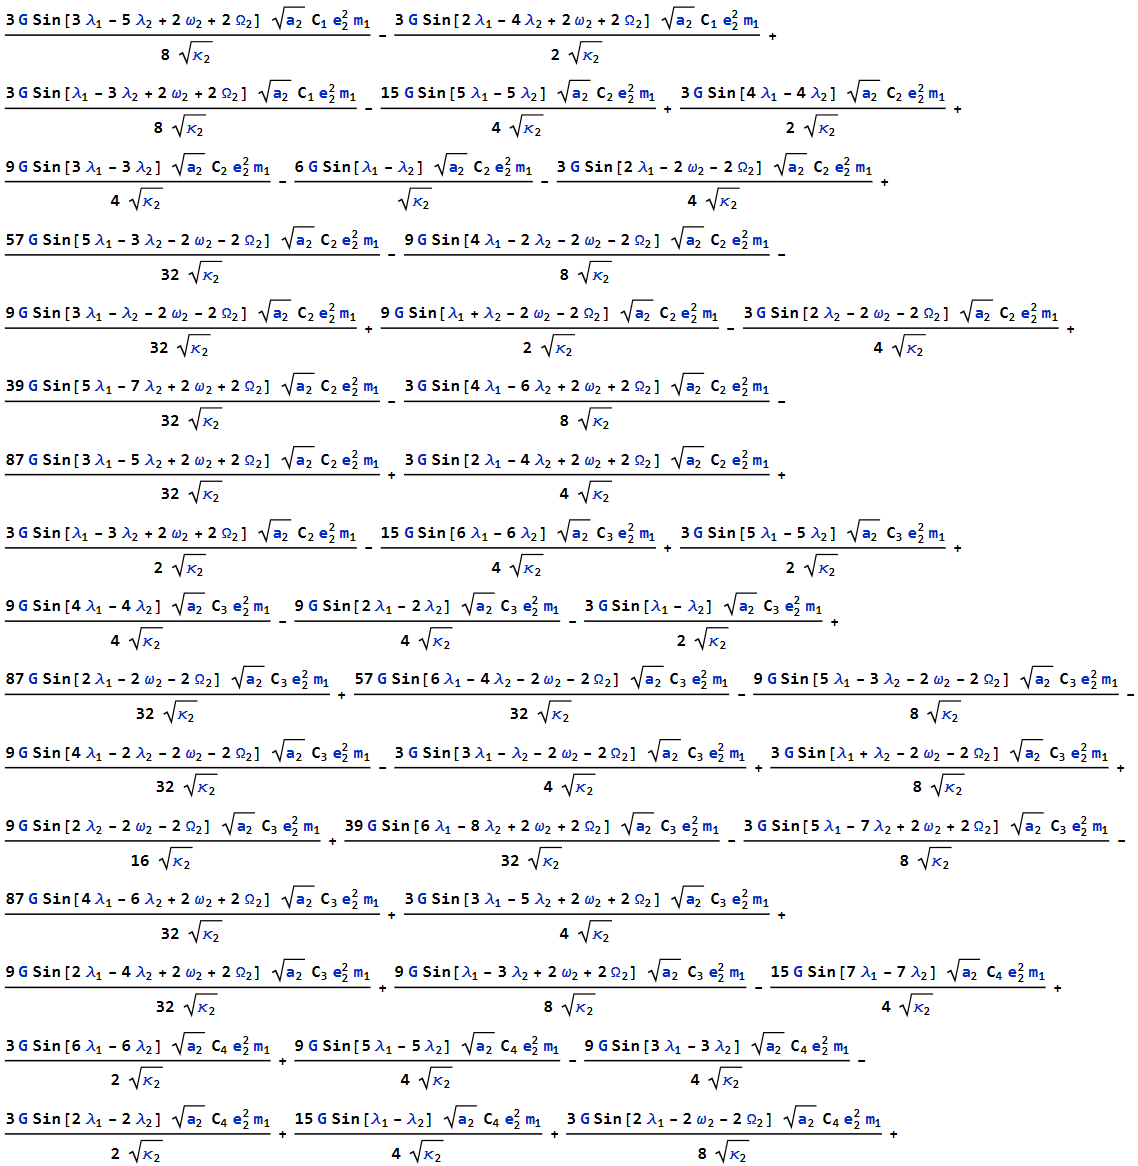 3 G Sin[3 λ₁ − 5 λ₂ + 2 ω₂ + 2 Ω₂] √a₂ C₁ e₂² m₁ / 8 √κ₂ − 3 G Sin[2 λ₁ − 4 λ₂ + 2 ω₂ + 2 Ω₂] √a₂ C₁ e₂² m₁ / 2 √κ₂ +
3 G Sin[λ₁ − 3 λ₂ + 2 ω₂ + 2 Ω₂] √a₂ C₁ e₂² m₁ / 8 √κ₂ − 15 G Sin[5 λ₁ − 5 λ₂] √a₂ C₂ e₂² m₁ / 4 √κ₂ + 3 G Sin[4 λ₁ − 4 λ₂] √a₂ C₂ e₂² m₁ / 2 √κ₂ +
9 G Sin[3 λ₁ − 3 λ₂] √a₂ C₂ e₂² m₁ / 4 √κ₂ − 6 G Sin[λ₁ − λ₂] √a₂ C₂ e₂² m₁ / √κ₂ − 3 G Sin[2 λ₁ − 2 ω₂ − 2 Ω₂] √a₂ C₂ e₂² m₁ / 4 √κ₂ +
57 G Sin[5 λ₁ − 3 λ₂ − 2 ω₂ − 2 Ω₂] √a₂ C₂ e₂² m₁ / 32 √κ₂ − 9 G Sin[4 λ₁ − 2 λ₂ − 2 ω₂ − 2 Ω₂] √a₂ C₂ e₂² m₁ / 8 √κ₂ −
9 G Sin[3 λ₁ − λ₂ − 2 ω₂ − 2 Ω₂] √a₂ C₂ e₂² m₁ / 32 √κ₂ + 9 G Sin[λ₁ + λ₂ − 2 ω₂ − 2 Ω₂] √a₂ C₂ e₂² m₁ / 2 √κ₂ − 3 G Sin[2 λ₂ − 2 ω₂ − 2 Ω₂] √a₂ C₂ e₂² m₁ / 4 √κ₂ +
39 G Sin[5 λ₁ − 7 λ₂ + 2 ω₂ + 2 Ω₂] √a₂ C₂ e₂² m₁ / 32 √κ₂ − 3 G Sin[4 λ₁ − 6 λ₂ + 2 ω₂ + 2 Ω₂] √a₂ C₂ e₂² m₁ / 8 √κ₂ −
87 G Sin[3 λ₁ − 5 λ₂ + 2 ω₂ + 2 Ω₂] √a₂ C₂ e₂² m₁ / 32 √κ₂ + 3 G Sin[2 λ₁ − 4 λ₂ + 2 ω₂ + 2 Ω₂] √a₂ C₂ e₂² m₁ / 4 √κ₂ +
3 G Sin[λ₁ − 3 λ₂ + 2 ω₂ + 2 Ω₂] √a₂ C₂ e₂² m₁ / 2 √κ₂ − 15 G Sin[6 λ₁ − 6 λ₂] √a₂ C₃ e₂² m₁ / 4 √κ₂ + 3 G Sin[5 λ₁ − 5 λ₂] √a₂ C₃ e₂² m₁ / 2 √κ₂ +
9 G Sin[4 λ₁ − 4 λ₂] √a₂ C₃ e₂² m₁ / 4 √κ₂ − 9 G Sin[2 λ₁ − 2 λ₂] √a₂ C₃ e₂² m₁ / 4 √κ₂ − 3 G Sin[λ₁ − λ₂] √a₂ C₃ e₂² m₁ / 2 √κ₂ +
87 G Sin[2 λ₁ − 2 ω₂ − 2 Ω₂] √a₂ C₃ e₂² m₁ / 32 √κ₂ + 57 G Sin[6 λ₁ − 4 λ₂ − 2 ω₂ − 2 Ω₂] √a₂ C₃ e₂² m₁ / 32 √κ₂ − 9 G Sin[5 λ₁ − 3 λ₂ − 2 ω₂ − 2 Ω₂] √a₂ C₃ e₂² m₁ / 8 √κ₂ −
9 G Sin[4 λ₁ − 2 λ₂ − 2 ω₂ − 2 Ω₂] √a₂ C₃ e₂² m₁ / 32 √κ₂ − 3 G Sin[3 λ₁ − λ₂ − 2 ω₂ − 2 Ω₂] √a₂ C₃ e₂² m₁ / 4 √κ₂ + 3 G Sin[λ₁ + λ₂ − 2 ω₂ − 2 Ω₂] √a₂ C₃ e₂² m₁ / 8 √κ₂ +
9 G Sin[2 λ₂ − 2 ω₂ − 2 Ω₂] √a₂ C₃ e₂² m₁ / 16 √κ₂ + 39 G Sin[6 λ₁ − 8 λ₂ + 2 ω₂ + 2 Ω₂] √a₂ C₃ e₂² m₁ / 32 √κ₂ − 3 G Sin[5 λ₁ − 7 λ₂ + 2 ω₂ + 2 Ω₂] √a₂ C₃ e₂² m₁ / 8 √κ₂ −
87 G Sin[4 λ₁ − 6 λ₂ + 2 ω₂ + 2 Ω₂] √a₂ C₃ e₂² m₁ / 32 √κ₂ + 3 G Sin[3 λ₁ − 5 λ₂ + 2 ω₂ + 2 Ω₂] √a₂ C₃ e₂² m₁ / 4 √κ₂ +
9 G Sin[2 λ₁ − 4 λ₂ + 2 ω₂ + 2 Ω₂] √a₂ C₃ e₂² m₁ / 32 √κ₂ + 9 G Sin[λ₁ − 3 λ₂ + 2 ω₂ + 2 Ω₂] √a₂ C₃ e₂² m₁ / 8 √κ₂ − 15 G Sin[7 λ₁ − 7 λ₂] √a₂ C₄ e₂² m₁ / 4 √κ₂ +
3 G Sin[6 λ₁ − 6 λ₂] √a₂ C₄ e₂² m₁ / 2 √κ₂ + 9 G Sin[5 λ₁ − 5 λ₂] √a₂ C₄ e₂² m₁ / 4 √κ₂ − 9 G Sin[3 λ₁ − 3 λ₂] √a₂ C₄ e₂² m₁ / 4 √κ₂ −
3 G Sin[2 λ₁ − 2 λ₂] √a₂ C₄ e₂² m₁ / 2 √κ₂ + 15 G Sin[λ₁ − λ₂] √a₂ C₄ e₂² m₁ / 4 √κ₂ + 3 G Sin[2 λ₁ − 2 ω₂ − 2 Ω₂] √a₂ C₄ e₂² m₁ / 8 √κ₂ +